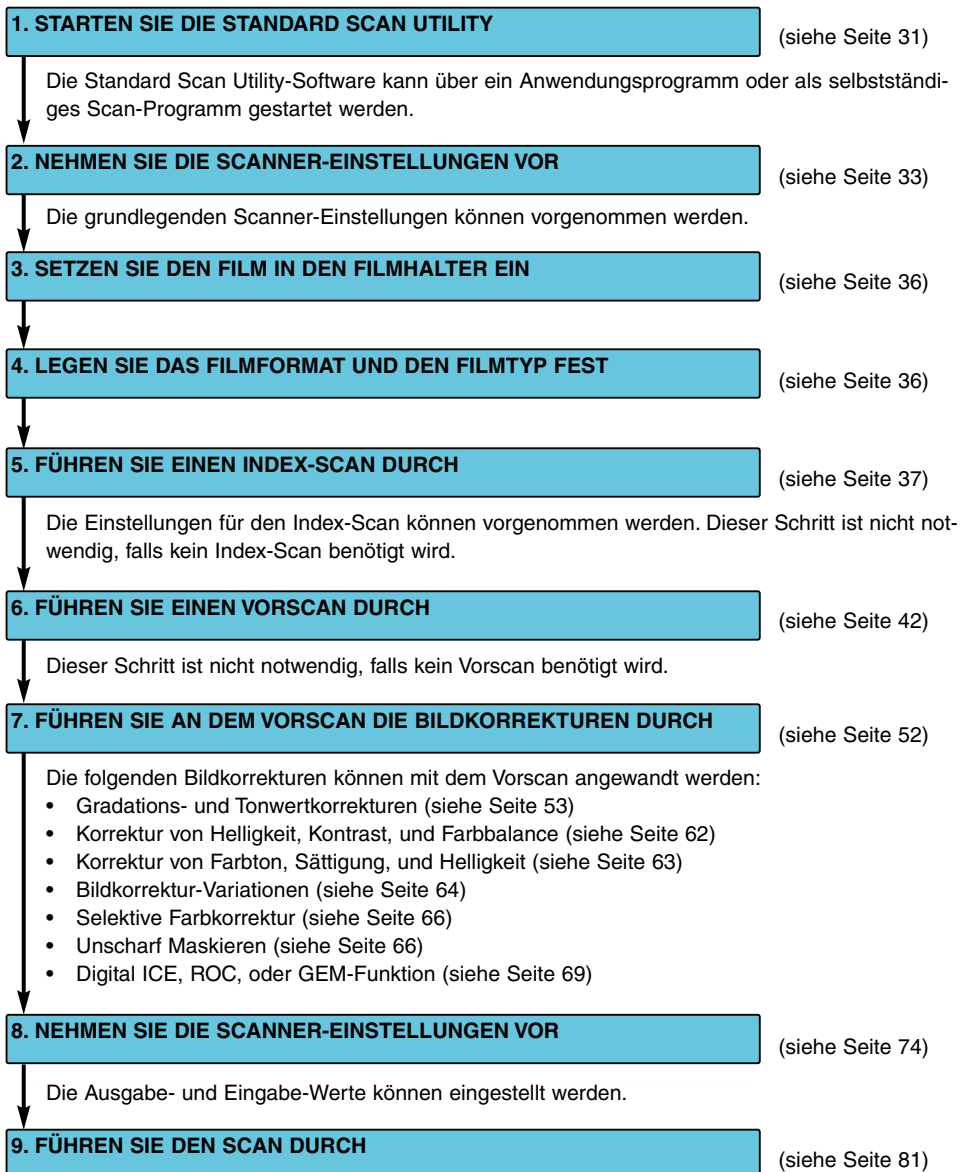 1. STARTEN SIE DIE STANDARD SCAN UTILITY
(siehe Seite 31)
Die Standard Scan Utility-Software kann über ein Anwendungsprogramm oder als selbstständi-
ges Scan-Programm gestartet werden.
2. NEHMEN SIE DIE SCANNER-EINSTELLUNGEN VOR
(siehe Seite 33)
Die grundlegenden Scanner-Einstellungen können vorgenommen werden.
3. SETZEN SIE DEN FILM IN DEN FILMHALTER EIN
(siehe Seite 36)
4. LEGEN SIE DAS FILMFORMAT UND DEN FILMTYP FEST
(siehe Seite 36)
5. FÜHREN SIE EINEN INDEX-SCAN DURCH
(siehe Seite 37)
Die Einstellungen für den Index-Scan können vorgenommen werden. Dieser Schritt ist nicht not-
wendig, falls kein Index-Scan benötigt wird.
6. FÜHREN SIE EINEN VORSCAN DURCH
(siehe Seite 42)
Dieser Schritt ist nicht notwendig, falls kein Vorscan benötigt wird.
7. FÜHREN SIE AN DEM VORSCAN DIE BILDKORREKTUREN DURCH
(siehe Seite 52)
Die folgenden Bildkorrekturen können mit dem Vorscan angewandt werden:
• Gradations- und Tonwertkorrekturen (siehe Seite 53)
• Korrektur von Helligkeit, Kontrast, und Farbbalance (siehe Seite 62)
• Korrektur von Farbton, Sättigung, und Helligkeit (siehe Seite 63)
• Bildkorrektur-Variationen (siehe Seite 64)
• Selektive Farbkorrektur (siehe Seite 66)
• Unscharf Maskieren (siehe Seite 66)
• Digital ICE, ROC, oder GEM-Funktion (siehe Seite 69)
8. NEHMEN SIE DIE SCANNER-EINSTELLUNGEN VOR
(siehe Seite 74)
Die Ausgabe- und Eingabe-Werte können eingestellt werden.
9. FÜHREN SIE DEN SCAN DURCH
(siehe Seite 81)